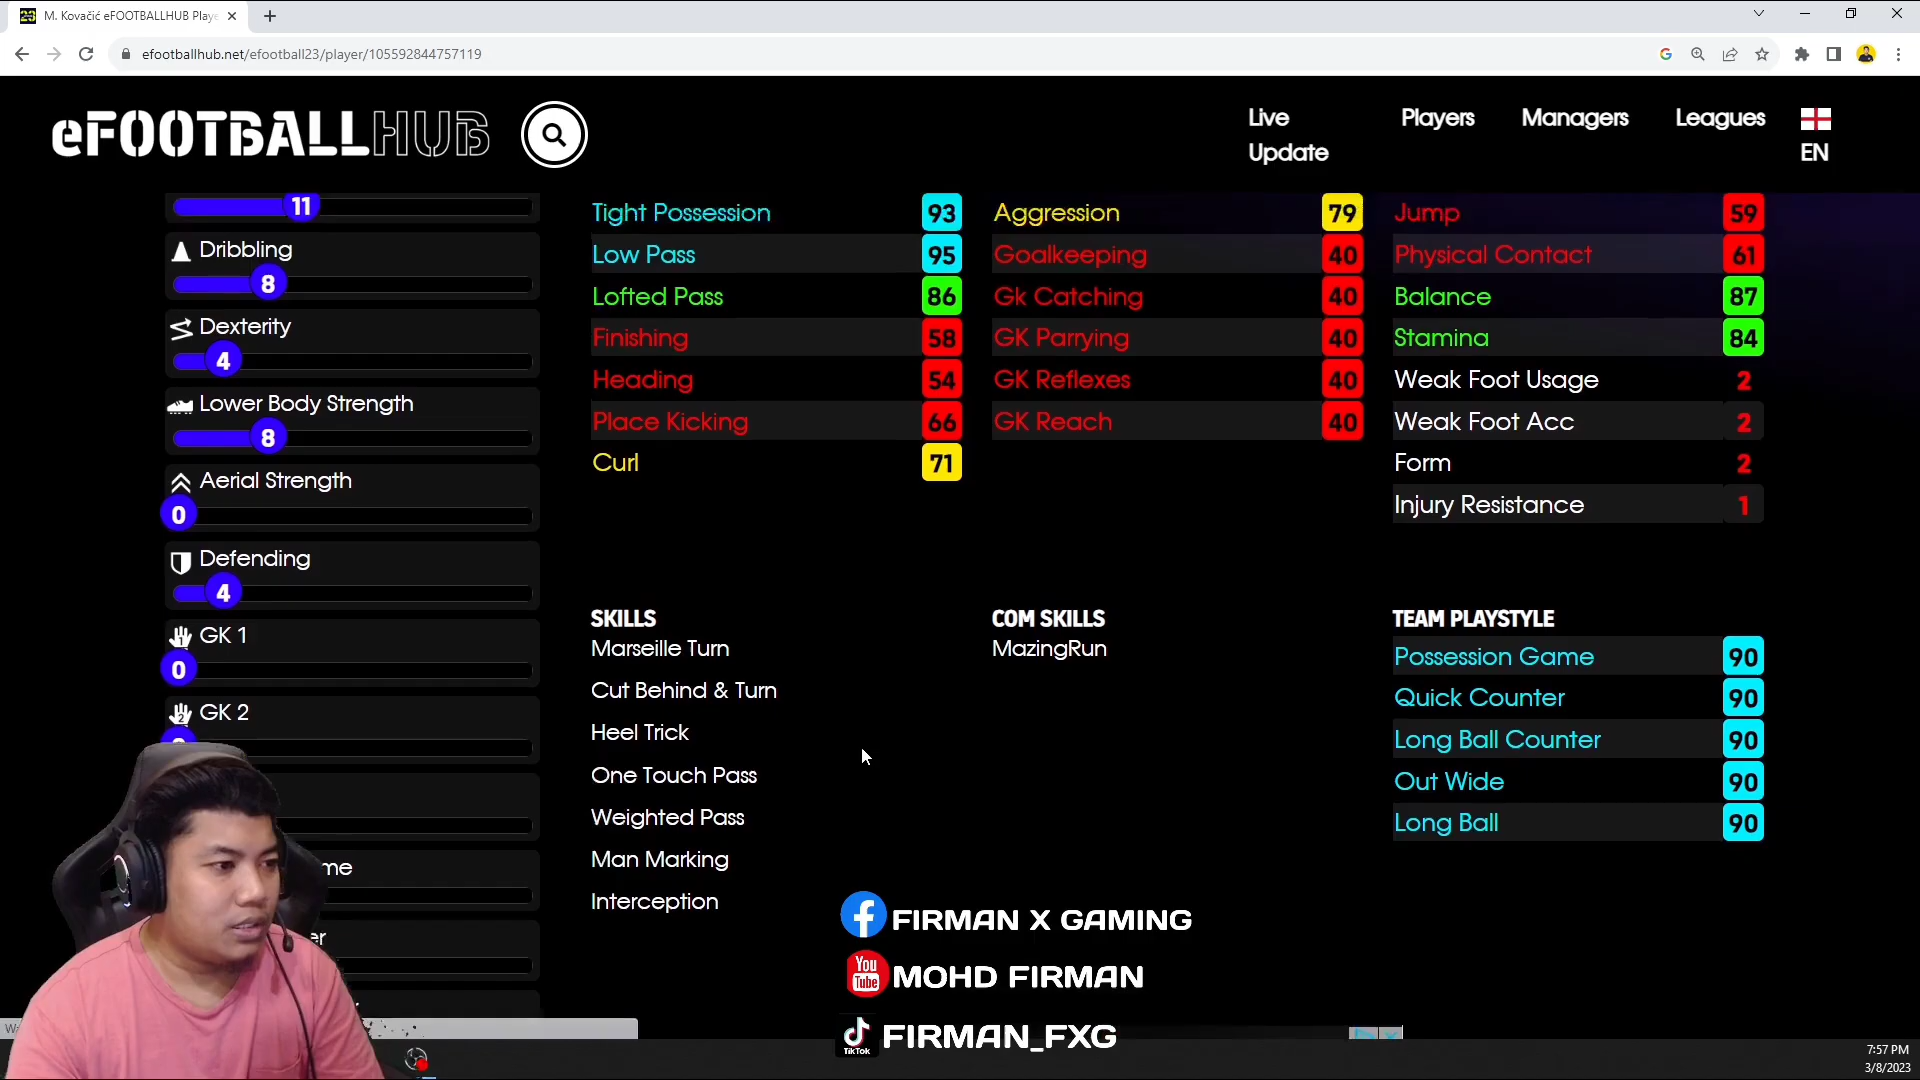 M. Kovačić eFOOTBALLHUB Playe
efootballhub.net/efootball23/player/105592844757119
eFOOTBALLHUB
Live Update
Players
Managers
Leagues
EN
11
Dribbling
8
Dexterity
4
Lower Body Strength
8
Aerial Strength
0
Defending
4
GK 1
0
GK 2
me
er
Tight Possession 93
Low Pass 95
Lofted Pass 86
Finishing 58
Heading 54
Place Kicking 66
Curl 71
Aggression 79
Goalkeeping 40
Gk Catching 40
GK Parrying 40
GK Reflexes 40
GK Reach 40
Jump 59
Physical Contact 61
Balance 87
Stamina 84
Weak Foot Usage 2
Weak Foot Acc 2
Form 2
Injury Resistance 1
SKILLS
Marseille Turn
Cut Behind & Turn
Heel Trick
One Touch Pass
Weighted Pass
Man Marking
Interception
COM SKILLS
MazingRun
TEAM PLAYSTYLE
Possession Game 90
Quick Counter 90
Long Ball Counter 90
Out Wide 90
Long Ball 90
FIRMAN X GAMING
You Tube MOHD FIRMAN
TikTok FIRMAN_FXG
7:57 PM
3/8/2023